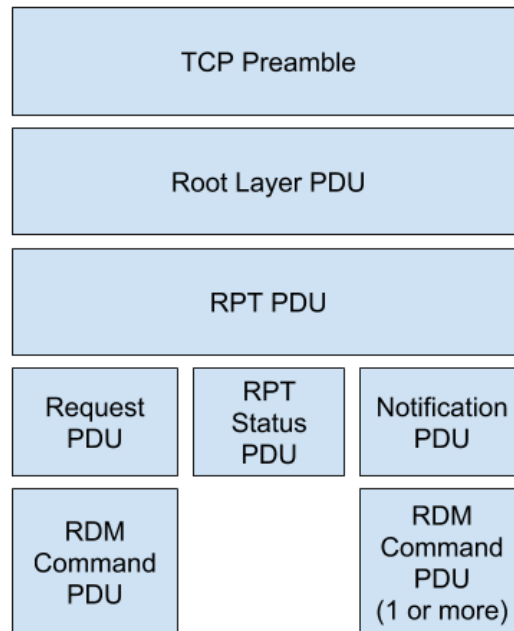 TCP Preamble
Root Layer PDU
RPT PDU
Request
PDU
RPT
Status
PDU
Notification
PDU
RDM
Command
PDU
RDM
Command
PDU
(1 or more)